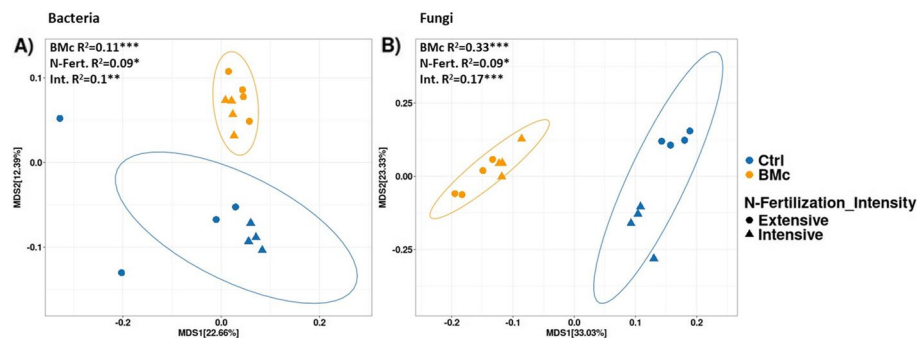 Bacteria
A)
BMc R²=0.11***
N-Fert. R²=0.09*
Int. R²=0.1**
0.1
0.0
-0.1
MDS2[12.39%]
-0.2
0.0
0.2
MDS1[22.66%]
Fungi
B)
BMc R²=0.33***
N-Fert. R²=0.09*
Int. R²=0.17***
0.25
0.00
-0.25
MDS2[23.33%]
-0.2
-0.1
0.0
0.1
0.2
MDS1[33.03%]
Ctrl
BMc
N-Fertilization_Intensity
Extensive
Intensive